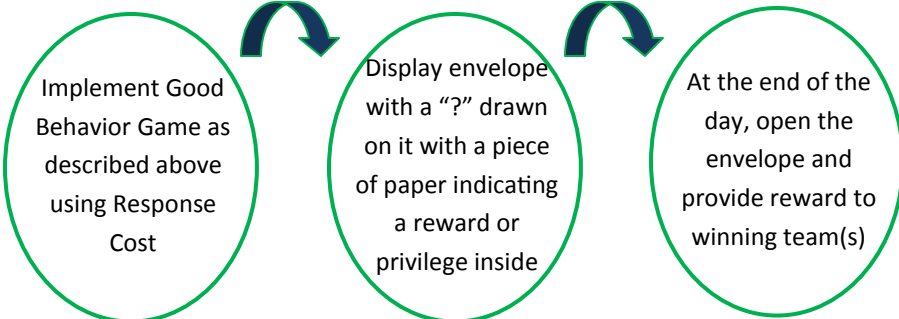 Implement Good
Behavior Game as
described above
using Response
Cost
Display envelope
with a “?” drawn
on it with a piece
of paper indicating
a reward or
privilege inside
At the end of the
day, open the
envelope and
provide reward to
winning team(s)